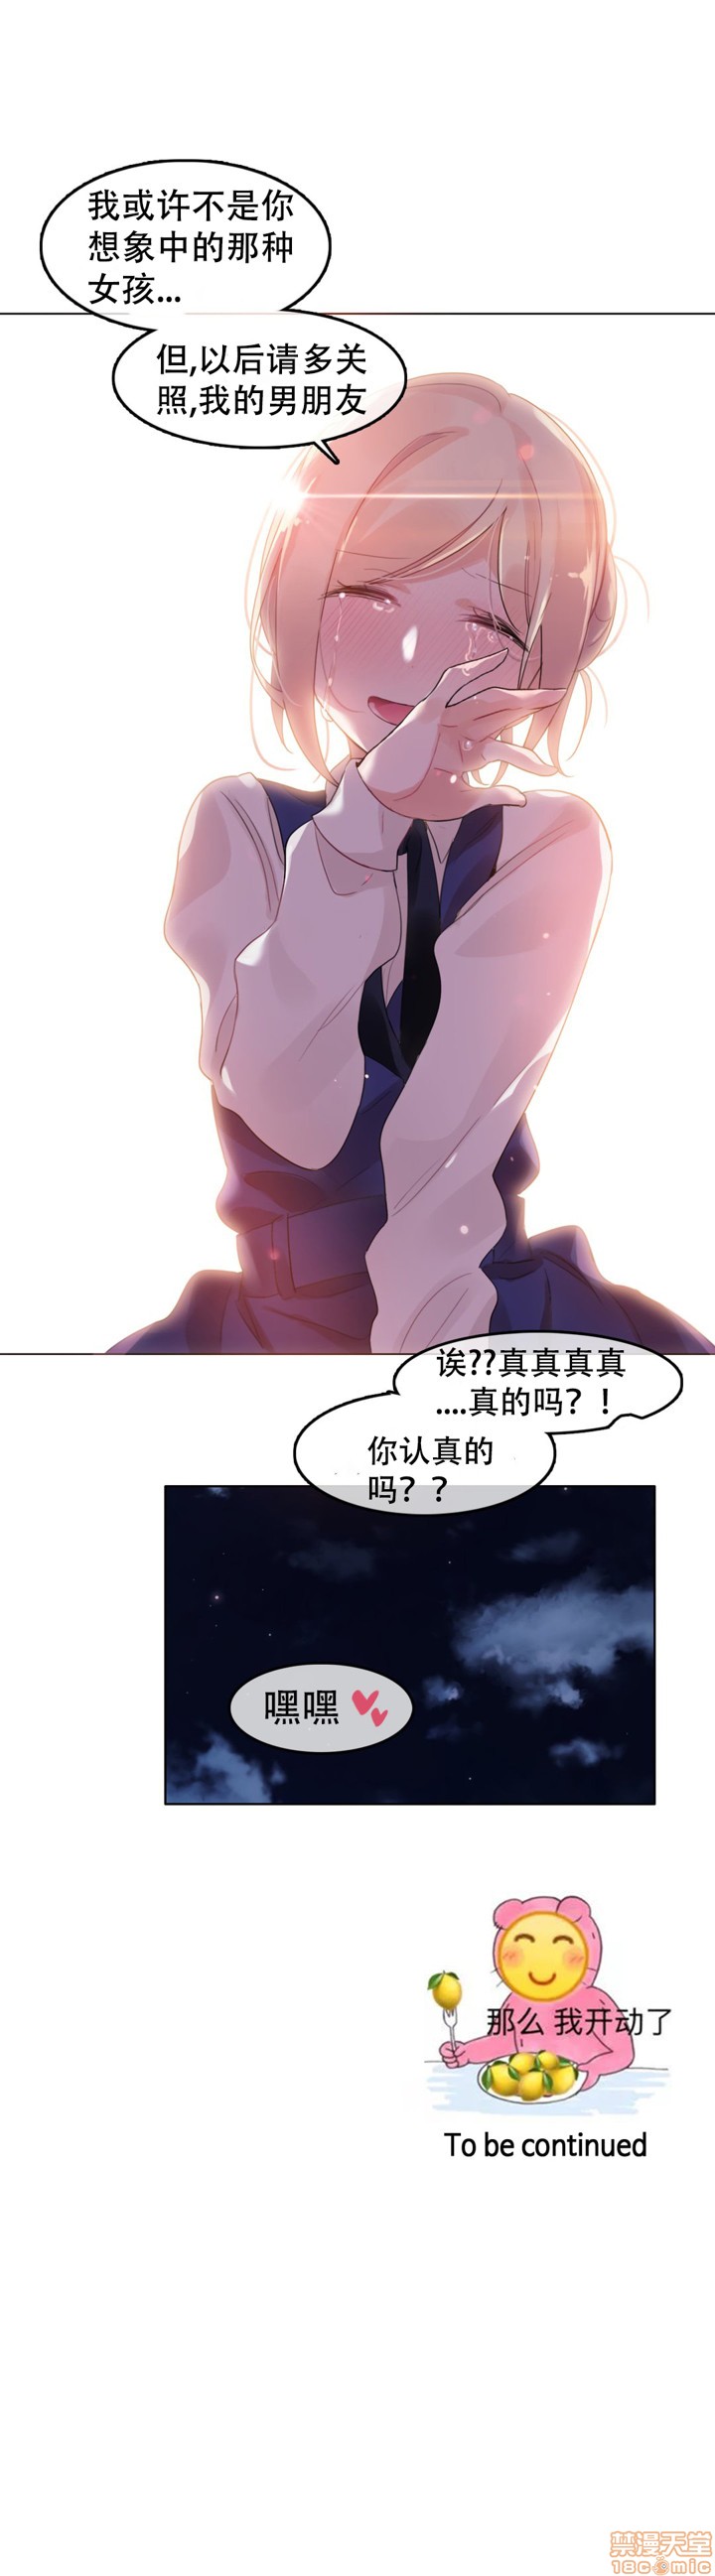 我或许不是你
想象中的那种
女孩...
但,以后请多关
照,我的男朋友
诶??真真真真
....真的吗？！
你认真的
吗？？
嘿嘿
那么 我开动了
To be continued
禁漫天堂
18comic